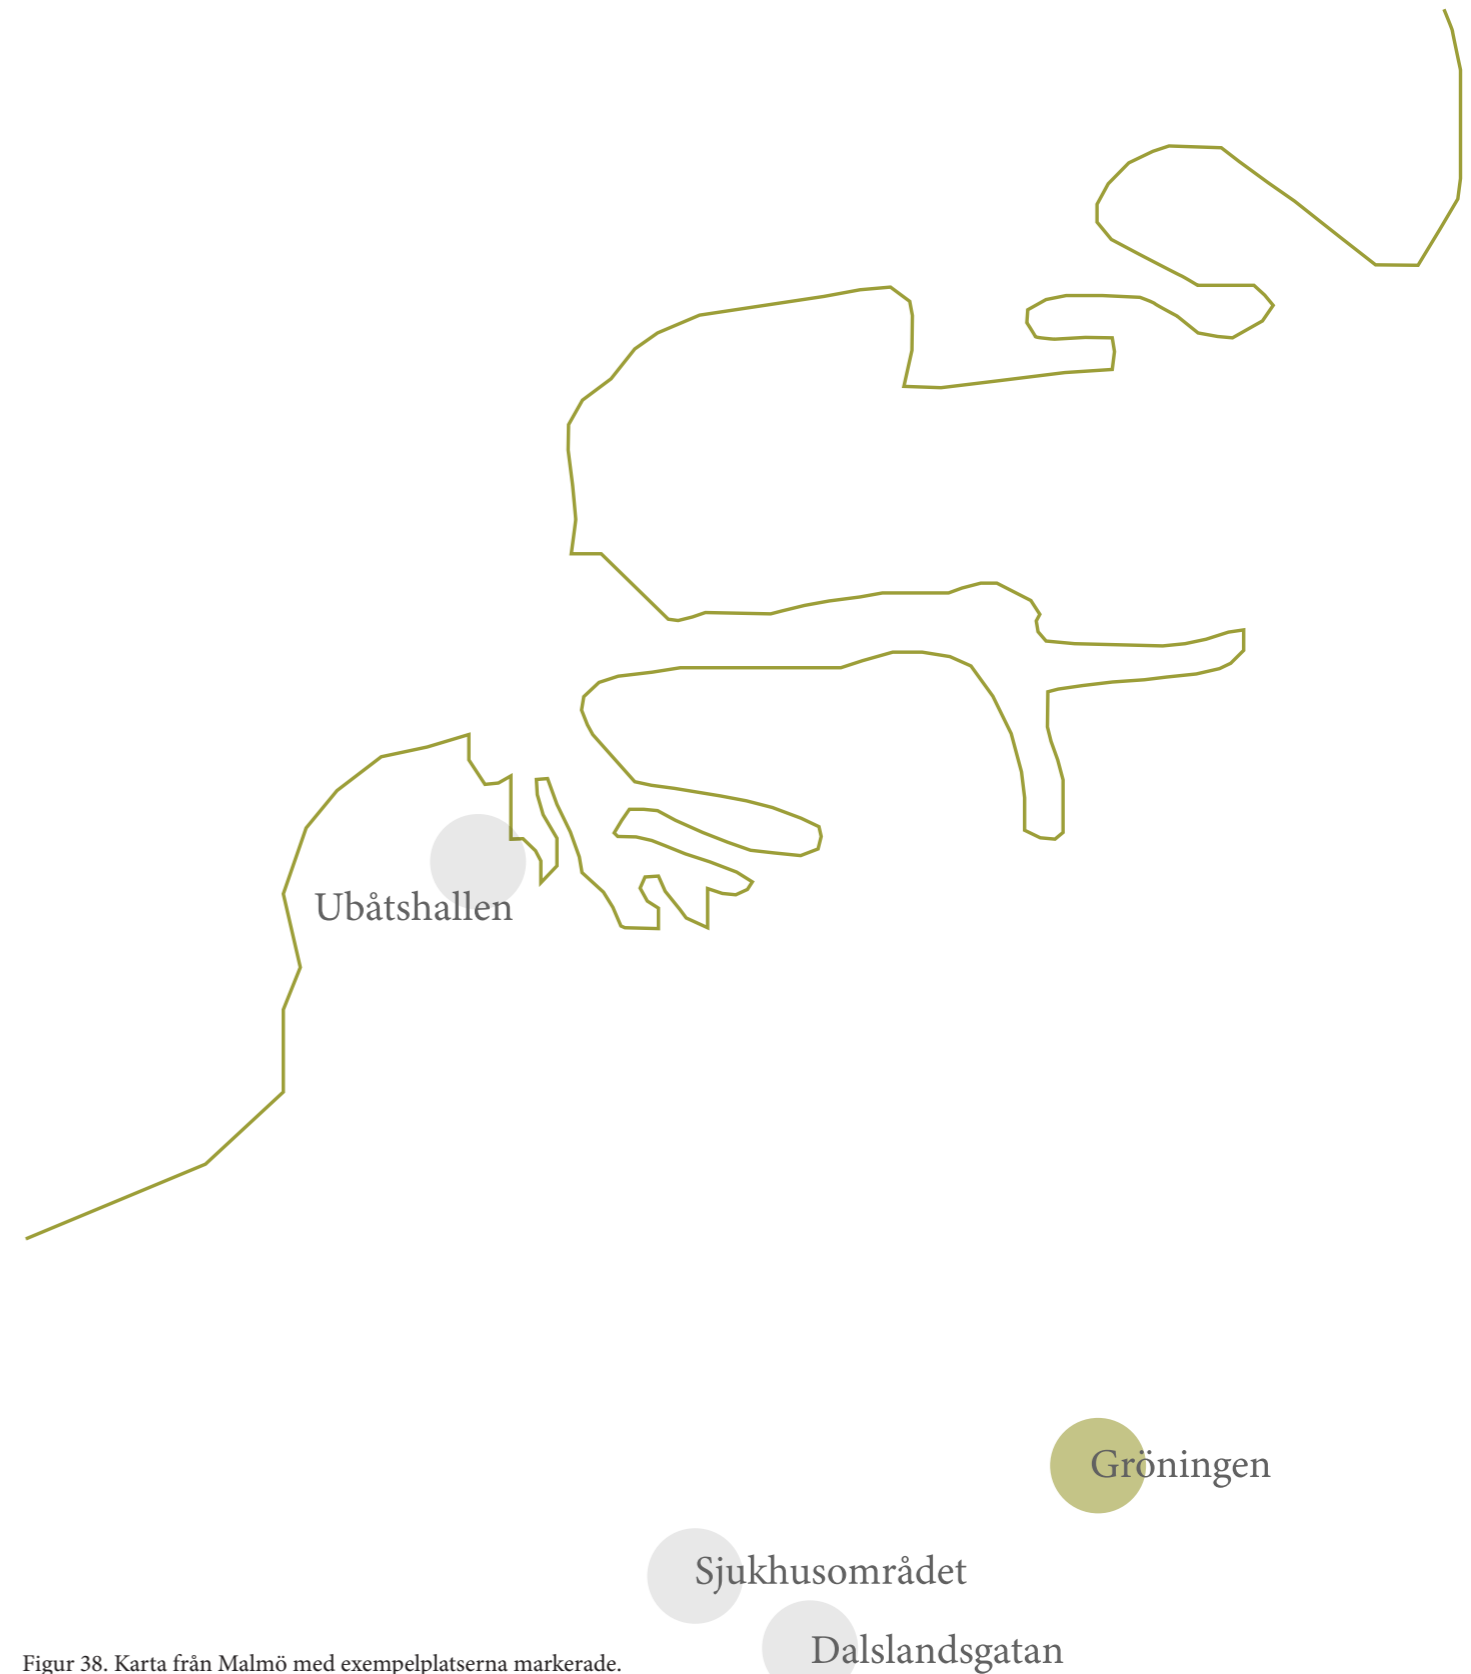 Ubåtshallen
Gröningen
Sjukhusområdet
Dalslandsgatan
Figur 38. Karta från Malmö med exempelplatserna markerade.